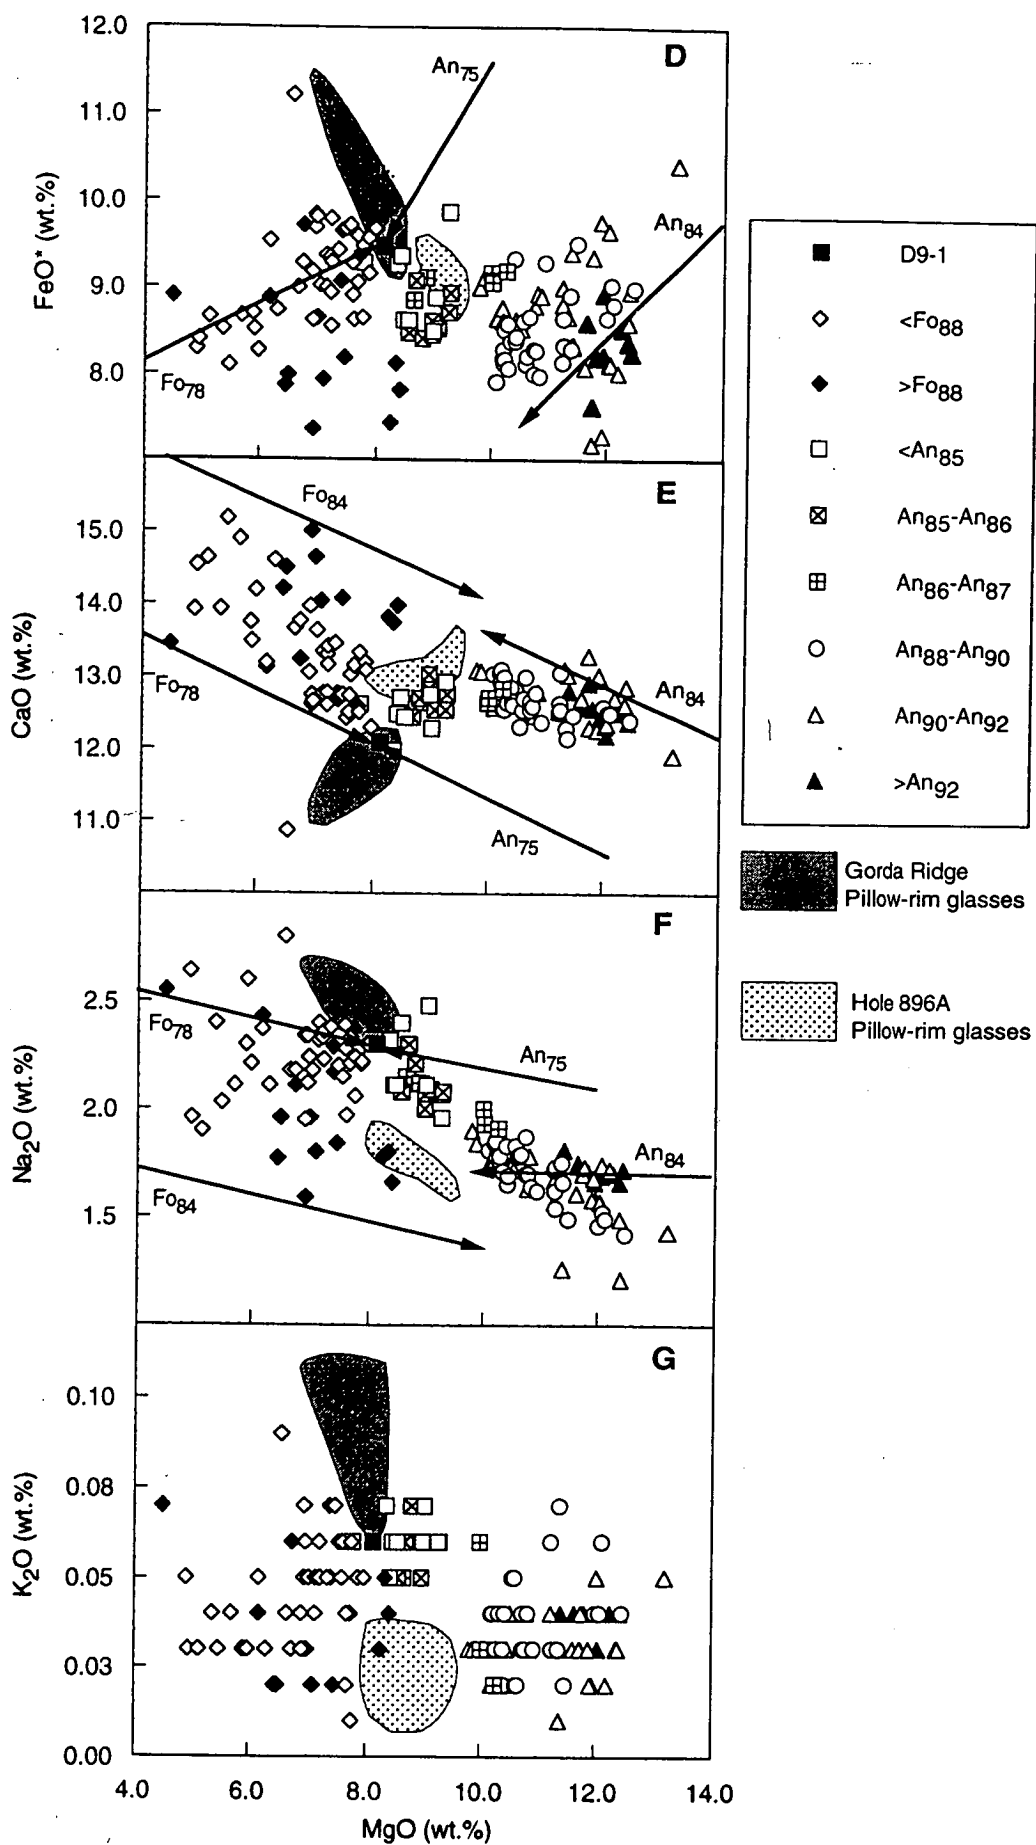 D
12.0
11.0
10.0
9.0
8.0
FeO* (wt.%)
An75
An84
Fo78
E
15.0
14.0
13.0
12.0
11.0
CaO (wt.%)
Fo84
Fo78
An84
An75
F
2.5
2.0
1.5
Na2O (wt.%)
Fo78
An75
An84
Fo84
G
0.10
0.08
0.05
0.03
0.00
K2O (wt.%)
4.0 6.0 8.0 10.0 12.0 14.0
MgO (wt.%)
D9-1
<Fo88
>Fo88
<An85
An85-An86
An86-An87
An88-An90
An90-An92
>An92
Gorda Ridge
Pillow-rim glasses
Hole 896A
Pillow-rim glasses